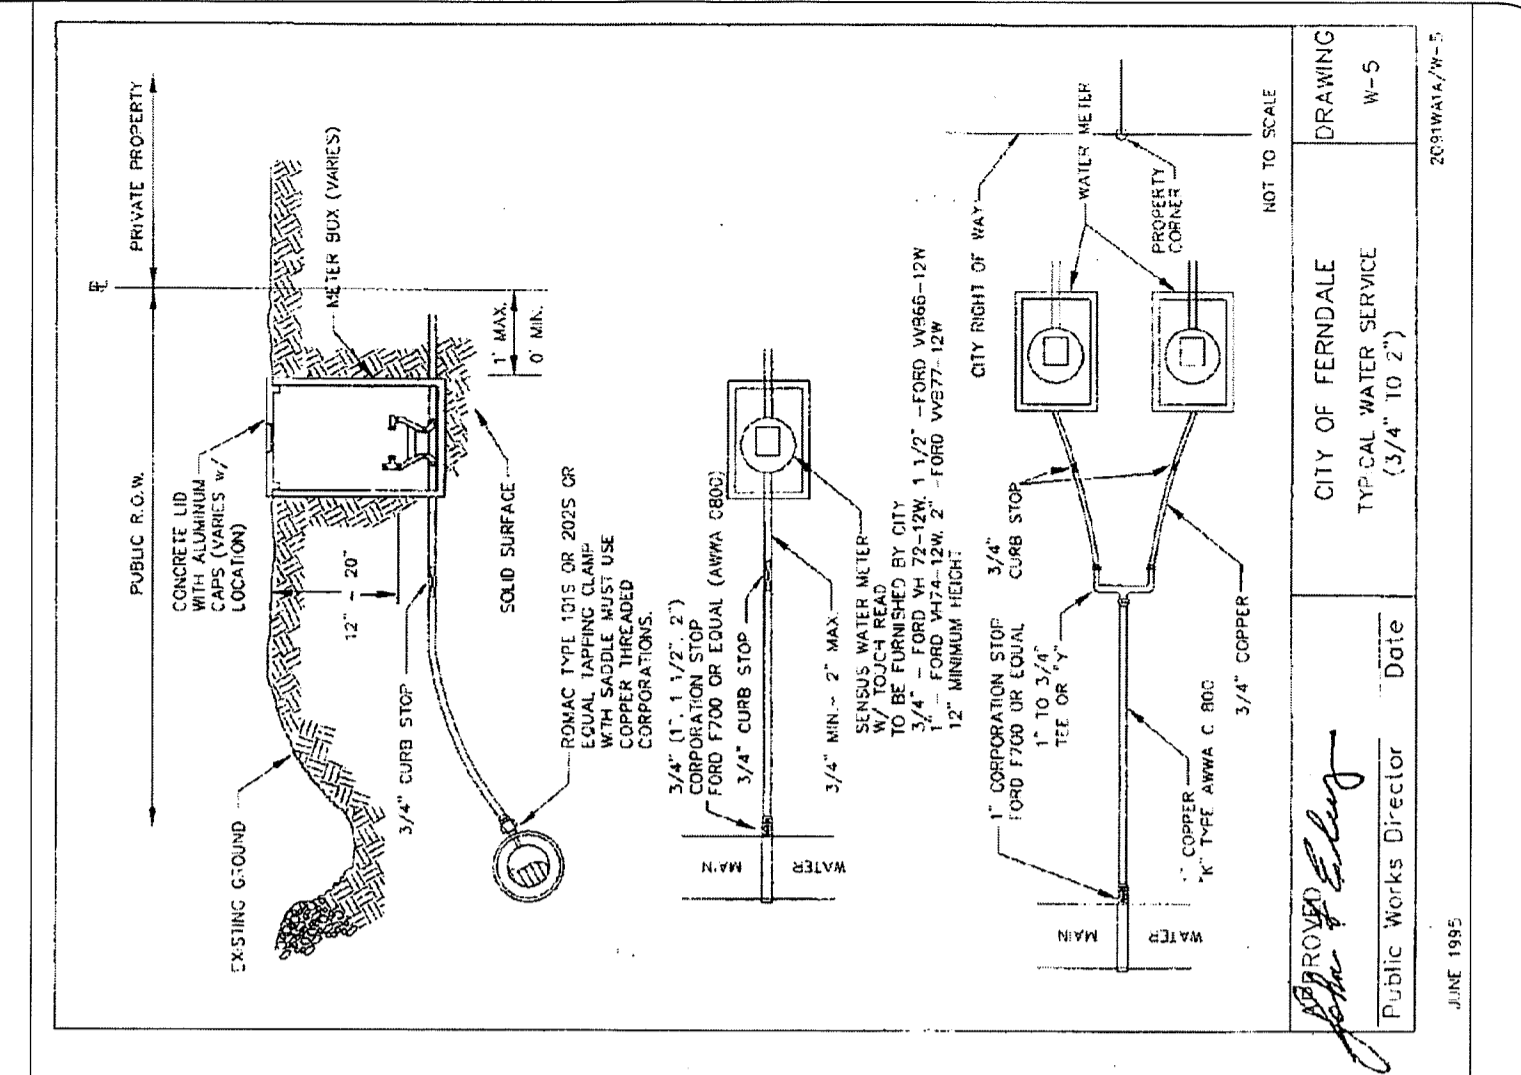 PUBLIC R.O.W.
PRIVATE PROPERTY
CONCRETE LID
WITH ALUMINUM
CAPS (VARIES w/
LOCATION)
METER BOX (VARIES)
12" ~ 20"
EXISTING GROUND
3/4" CURB STOP
SOLID SURFACE
1' MAX.
0' MIN.
ROMAC TYPE 101S OR 202S OR
EQUAL TAPPING CLAMP
WITH SADDLE MUST USE
COPPER THREADED
CORPORATIONS.
3/4" (1", 1 1/2", 2")
CORPORATION STOP
FORD F700 OR EQUAL (AWWA C800)
3/4" CURB STOP
WATER
MAIN
3/4" MIN.- 2" MAX.
SENSUS WATER METER
W/ TOUCH READ
TO BE FURNISHED BY CITY
3/4" - FORD VH 72-12W, 1 1/2" -FORD VVB66-12W
1" - FORD VH74-12W, 2" -FORD VVB77-12W
12" MINIMUM HEIGHT
CITY RIGHT OF WAY
WATER METER
PROPERTY
CORNER
3/4"
CURB STOP
1" CORPORATION STOP
FORD F700 OR EQUAL
1" TO 3/4"
TEE OR "Y"
3/4" COPPER
1" COPPER
"K" TYPE AWWA C 800
WATER
MAIN
NOT TO SCALE
APPROVED
Public Works Director
Date
CITY OF FERNDALE
TYPICAL WATER SERVICE
(3/4" TO 2")
DRAWING
W-5
JUNE 1995
2091WATA/W-5